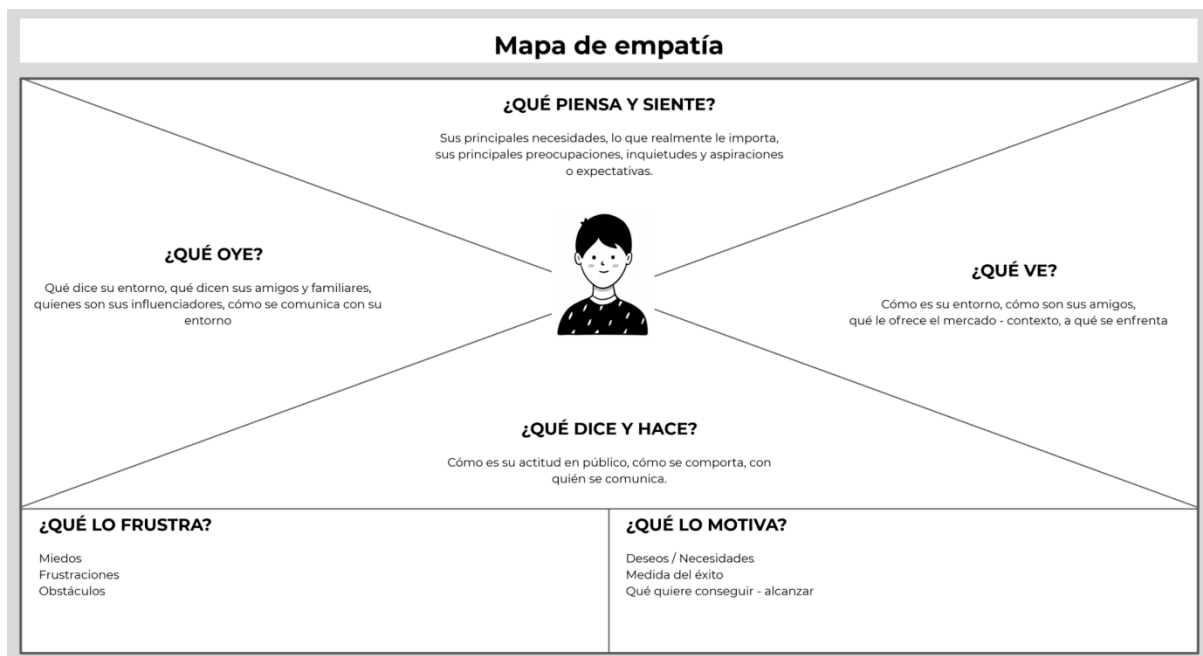 Mapa de empatía
¿QUÉ PIENSA Y SIENTE?
Sus principales necesidades, lo que realmente le importa,
sus principales preocupaciones, inquietudes y aspiraciones
o expectativas.
¿QUÉ OYE?
Qué dice su entorno, qué dicen sus amigos y familiares,
quienes son sus influenciadores, cómo se comunica con su
entorno
¿QUÉ VE?
Cómo es su entorno, cómo son sus amigos,
qué le ofrece el mercado - contexto, a qué se enfrenta
¿QUÉ DICE Y HACE?
Cómo es su actitud en público, cómo se comporta, con
quién se comunica.
¿QUÉ LO FRUSTRA?
Miedos
Frustraciones
Obstáculos
¿QUÉ LO MOTIVA?
Deseos / Necesidades
Medida del éxito
Qué quiere conseguir - alcanzar